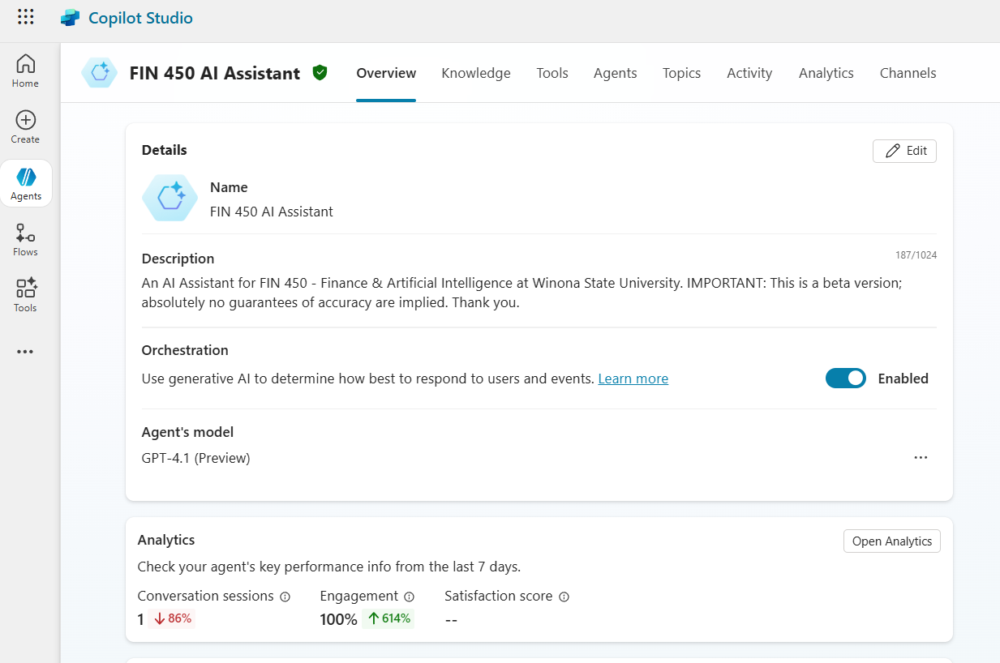 Copilot Studio
Home
Create
Agents
Flows
Tools
FIN 450 AI Assistant
Overview
Knowledge
Tools
Agents
Topics
Activity
Analytics
Channels
Details
Edit
Name
FIN 450 AI Assistant
Description
187/1024
An AI Assistant for FIN 450 - Finance & Artificial Intelligence at Winona State University. IMPORTANT: This is a beta version;
absolutely no guarantees of accuracy are implied. Thank you.
Orchestration
Use generative AI to determine how best to respond to users and events. Learn more
Enabled
Agent's model
GPT-4.1 (Preview)
Analytics
Open Analytics
Check your agent's key performance info from the last 7 days.
Conversation sessions
1 ↓ 86%
Engagement
100% ↑ 614%
Satisfaction score
--